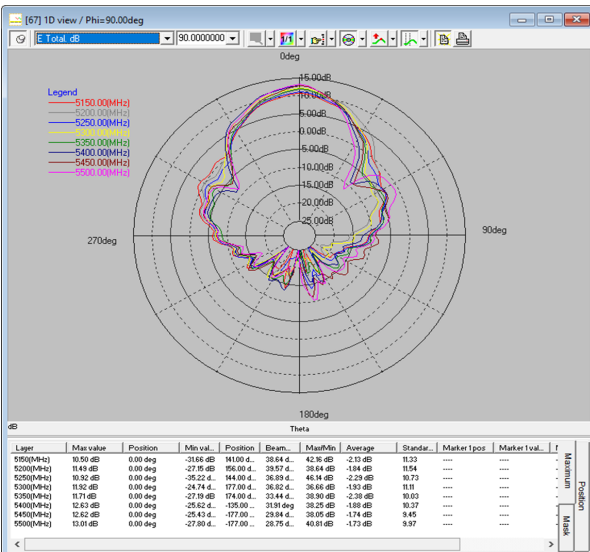 [67] 1D view / Phi=90.00deg
E Total. dB 90.0000000
0deg
Legend
5150.00(MHz)
5200.00(MHz)
5250.00(MHz)
5300.00(MHz)
5350.00(MHz)
5400.00(MHz)
5450.00(MHz)
5500.00(MHz)
15.00dB
10.00dB
5.00dB
0.00dB
-5.00dB
-10.00dB
-15.00dB
-20.00dB
-25.00dB
270deg
90deg
180deg
dB
Theta
Layer Max value Position Min val... Position Beam... Max/Min Average Standar... Marker 1 pos Marker 1 val...
5150(MHz) 10.50 dB 0.00 deg -31.66 dB 141.00 d... 38.64 d... 42.16 dB -2.13 dB 11.33 ---- ----
5200(MHz) 11.49 dB 0.00 deg -27.15 dB 156.00 d... 39.57 d... 38.64 dB -1.84 dB 11.54 ---- ----
5250(MHz) 10.92 dB 0.00 deg -35.22 d... 144.00 d... 36.89 d... 46.14 dB -2.29 dB 10.73 ---- ----
5300(MHz) 11.92 dB 0.00 deg -24.74 d... 177.00 d... 36.82 d... 36.66 dB -1.93 dB 11.11 ---- ----
5350(MHz) 11.71 dB 0.00 deg -27.19 dB 174.00 d... 33.44 d... 38.90 dB -2.38 dB 10.03 ---- ----
5400(MHz) 12.63 dB 0.00 deg -25.62 d... -135.00 ... 31.91 deg 38.25 dB -1.88 dB 10.37 ---- ----
5450(MHz) 12.62 dB 0.00 deg -25.43 d... -177.00 ... 29.84 d... 38.05 dB -1.74 dB 9.45 ---- ----
5500(MHz) 13.01 dB 0.00 deg -27.80 d... -177.00 ... 28.75 d... 40.81 dB -1.73 dB 9.97 ---- ----
Maximum
Position
Mask